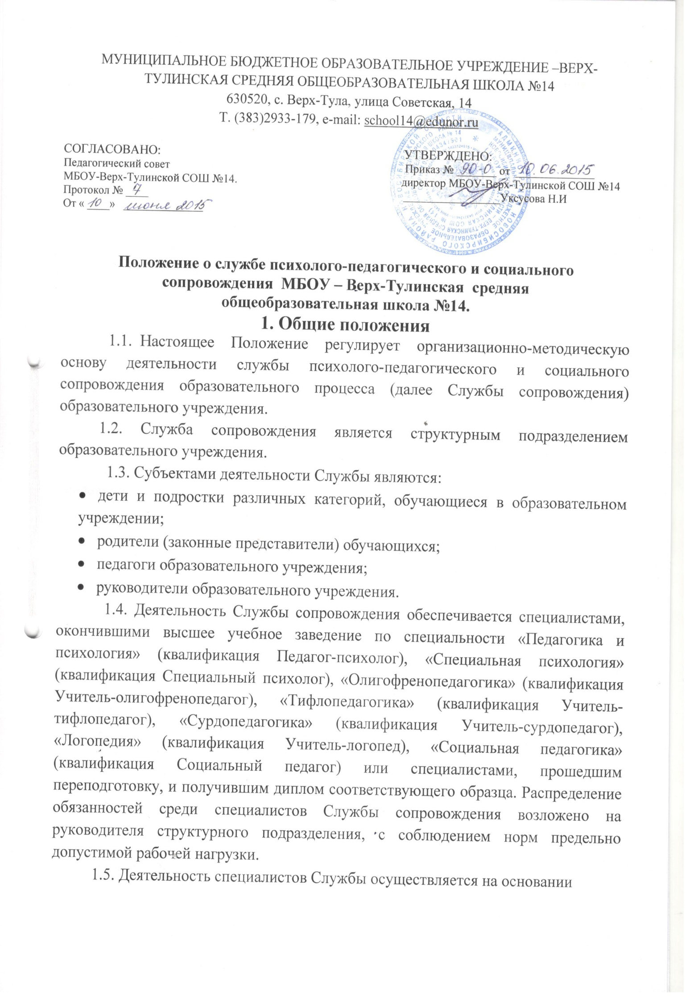 МУНИЦИПАЛЬНОЕ БЮДЖЕТНОЕ ОБРАЗОВАТЕЛЬНОЕ УЧРЕЖДЕНИЕ –ВЕРХ-
ТУЛИНСКАЯ СРЕДНЯЯ ОБЩЕОБРАЗОВАТЕЛЬНАЯ ШКОЛА №14
630520, с. Верх-Тула, улица Советская, 14
Т. (383)2933-179, e-mail: school14@edunor.ru
СОГЛАСОВАНО:
Педагогический совет
МБОУ-Верх-Тулинской СОШ №14.
Протокол № 7
От « 10 » июня 2015
УТВЕРЖДЕНО:
Приказ № 90-0 от 10.06.2015
директор МБОУ-Верх-Тулинской СОШ №14
Уксусова Н.И
Положение о службе психолого-педагогического и социального
сопровождения МБОУ – Верх-Тулинская средняя
общеобразовательная школа №14.
1. Общие положения
1.1. Настоящее Положение регулирует организационно-методическую
основу деятельности службы психолого-педагогического и социального
сопровождения образовательного процесса (далее Службы сопровождения)
образовательного учреждения.
1.2. Служба сопровождения является структурным подразделением
образовательного учреждения.
1.3. Субъектами деятельности Службы являются:
• дети и подростки различных категорий, обучающиеся в образовательном
учреждении;
• родители (законные представители) обучающихся;
• педагоги образовательного учреждения;
• руководители образовательного учреждения.
1.4. Деятельность Службы сопровождения обеспечивается специалистами,
окончившими высшее учебное заведение по специальности «Педагогика и
психология» (квалификация Педагог-психолог), «Специальная психология»
(квалификация Специальный психолог), «Олигофренопедагогика» (квалификация
Учитель-олигофренопедагог), «Тифлопедагогика» (квалификация Учитель-
тифлопедагог), «Сурдопедагогика» (квалификация Учитель-сурдопедагог),
«Логопедия» (квалификация Учитель-логопед), «Социальная педагогика»
(квалификация Социальный педагог) или специалистами, прошедшим
переподготовку, и получившим диплом соответствующего образца. Распределение
обязанностей среди специалистов Службы сопровождения возложено на
руководителя структурного подразделения, с соблюдением норм предельно
допустимой рабочей нагрузки.
1.5. Деятельность специалистов Службы осуществляется на основании